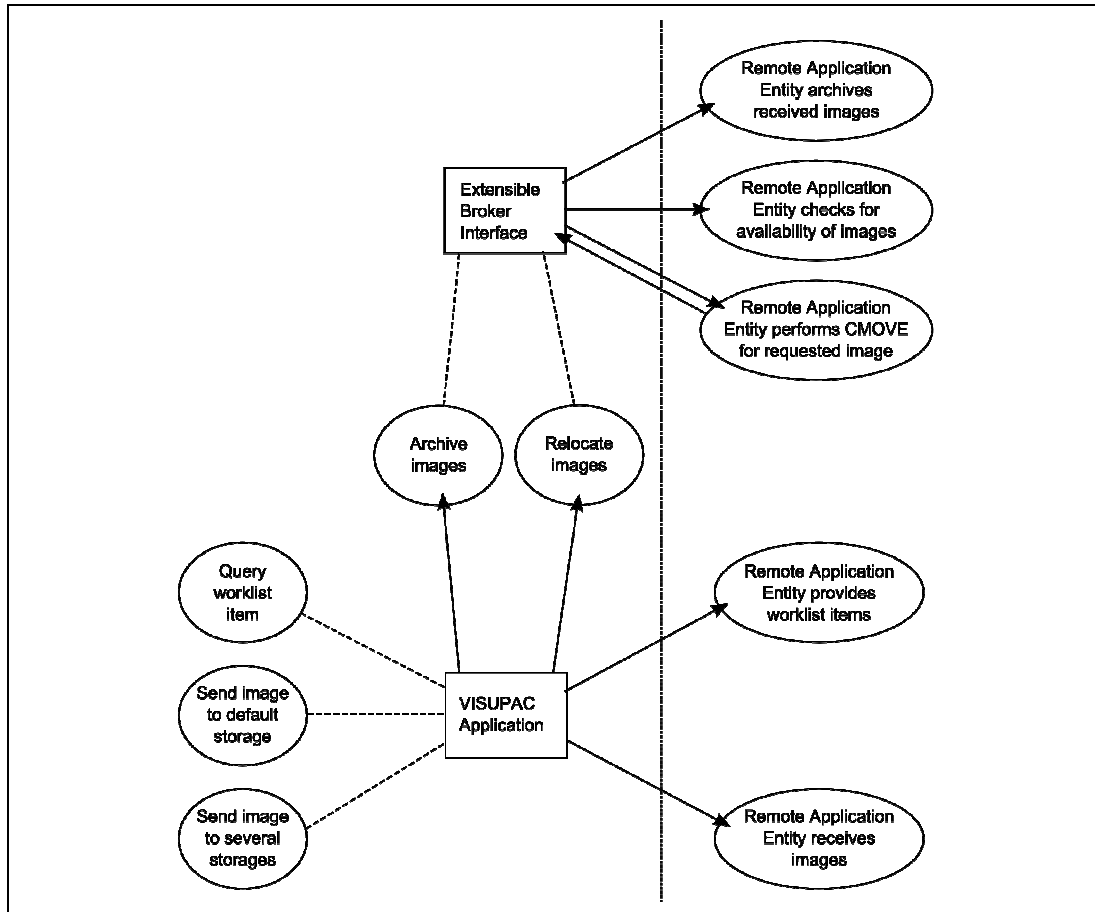 Remote Application
Entity archives
received images
Extensible
Broker
Interface
Remote Application
Entity checks for
availability of images
Remote Application
Entity performs CMOVE
for requested image
Archive
images
Relocate
Images
Query
worklist
item
Remote Application
Entity provides
worklist items
Send image
to default
storage
VISUPAC
Application
Send image
to several
storages
Remote Application
Entity receives
images